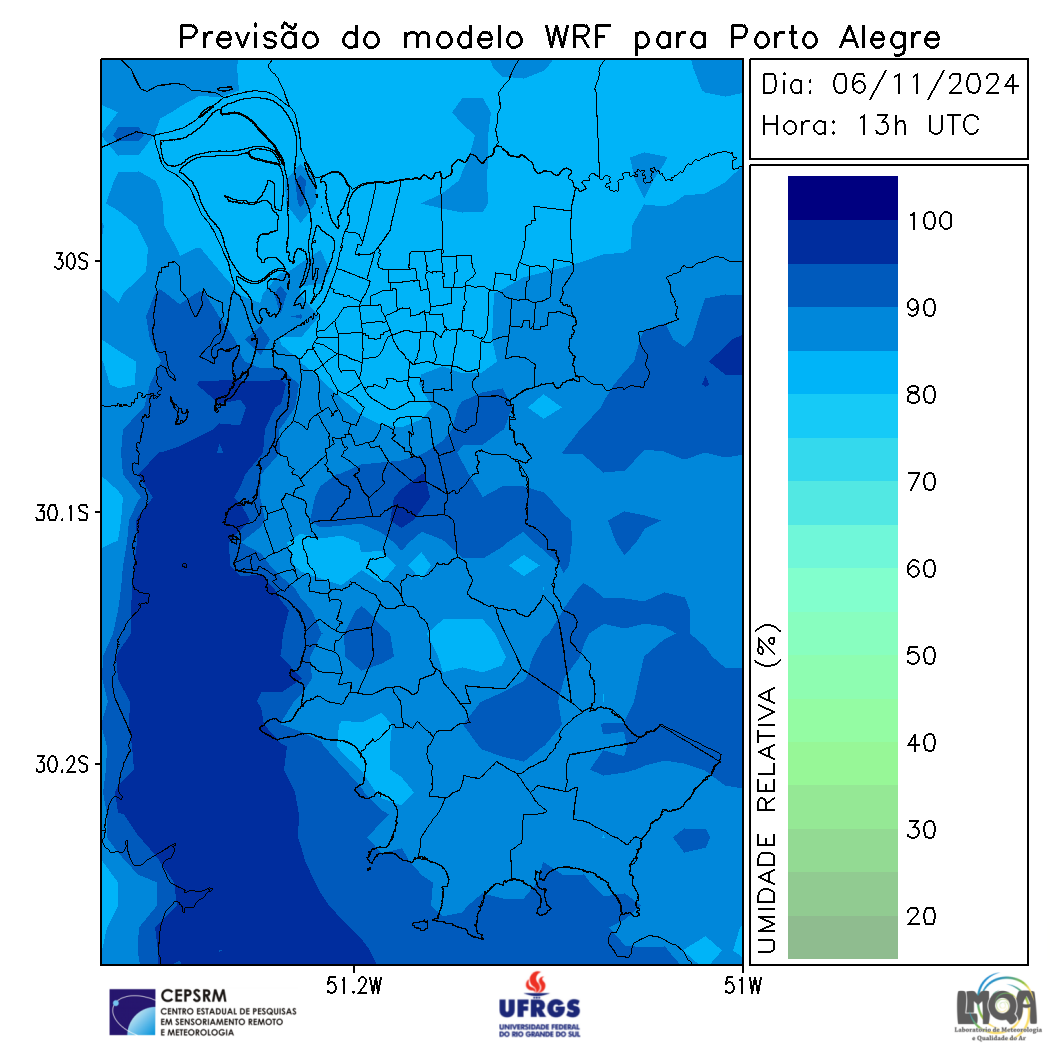 Previsão do modelo WRF para Porto Alegre
Dia: 06/11/2024
Hora: 13h UTC
30S
30.1S
30.2S
51.2W
51W
UMIDADE RELATIVA (%)
100
90
80
70
60
50
40
30
20
CEPSRM
CENTRO ESTADUAL DE PESQUISAS
EM SENSORIAMENTO REMOTO
E METEOROLOGIA
UFRGS
UNIVERSIDADE FEDERAL
DO RIO GRANDE DO SUL
LMQA
Laboratório de Meteorologia
e Qualidade do Ar